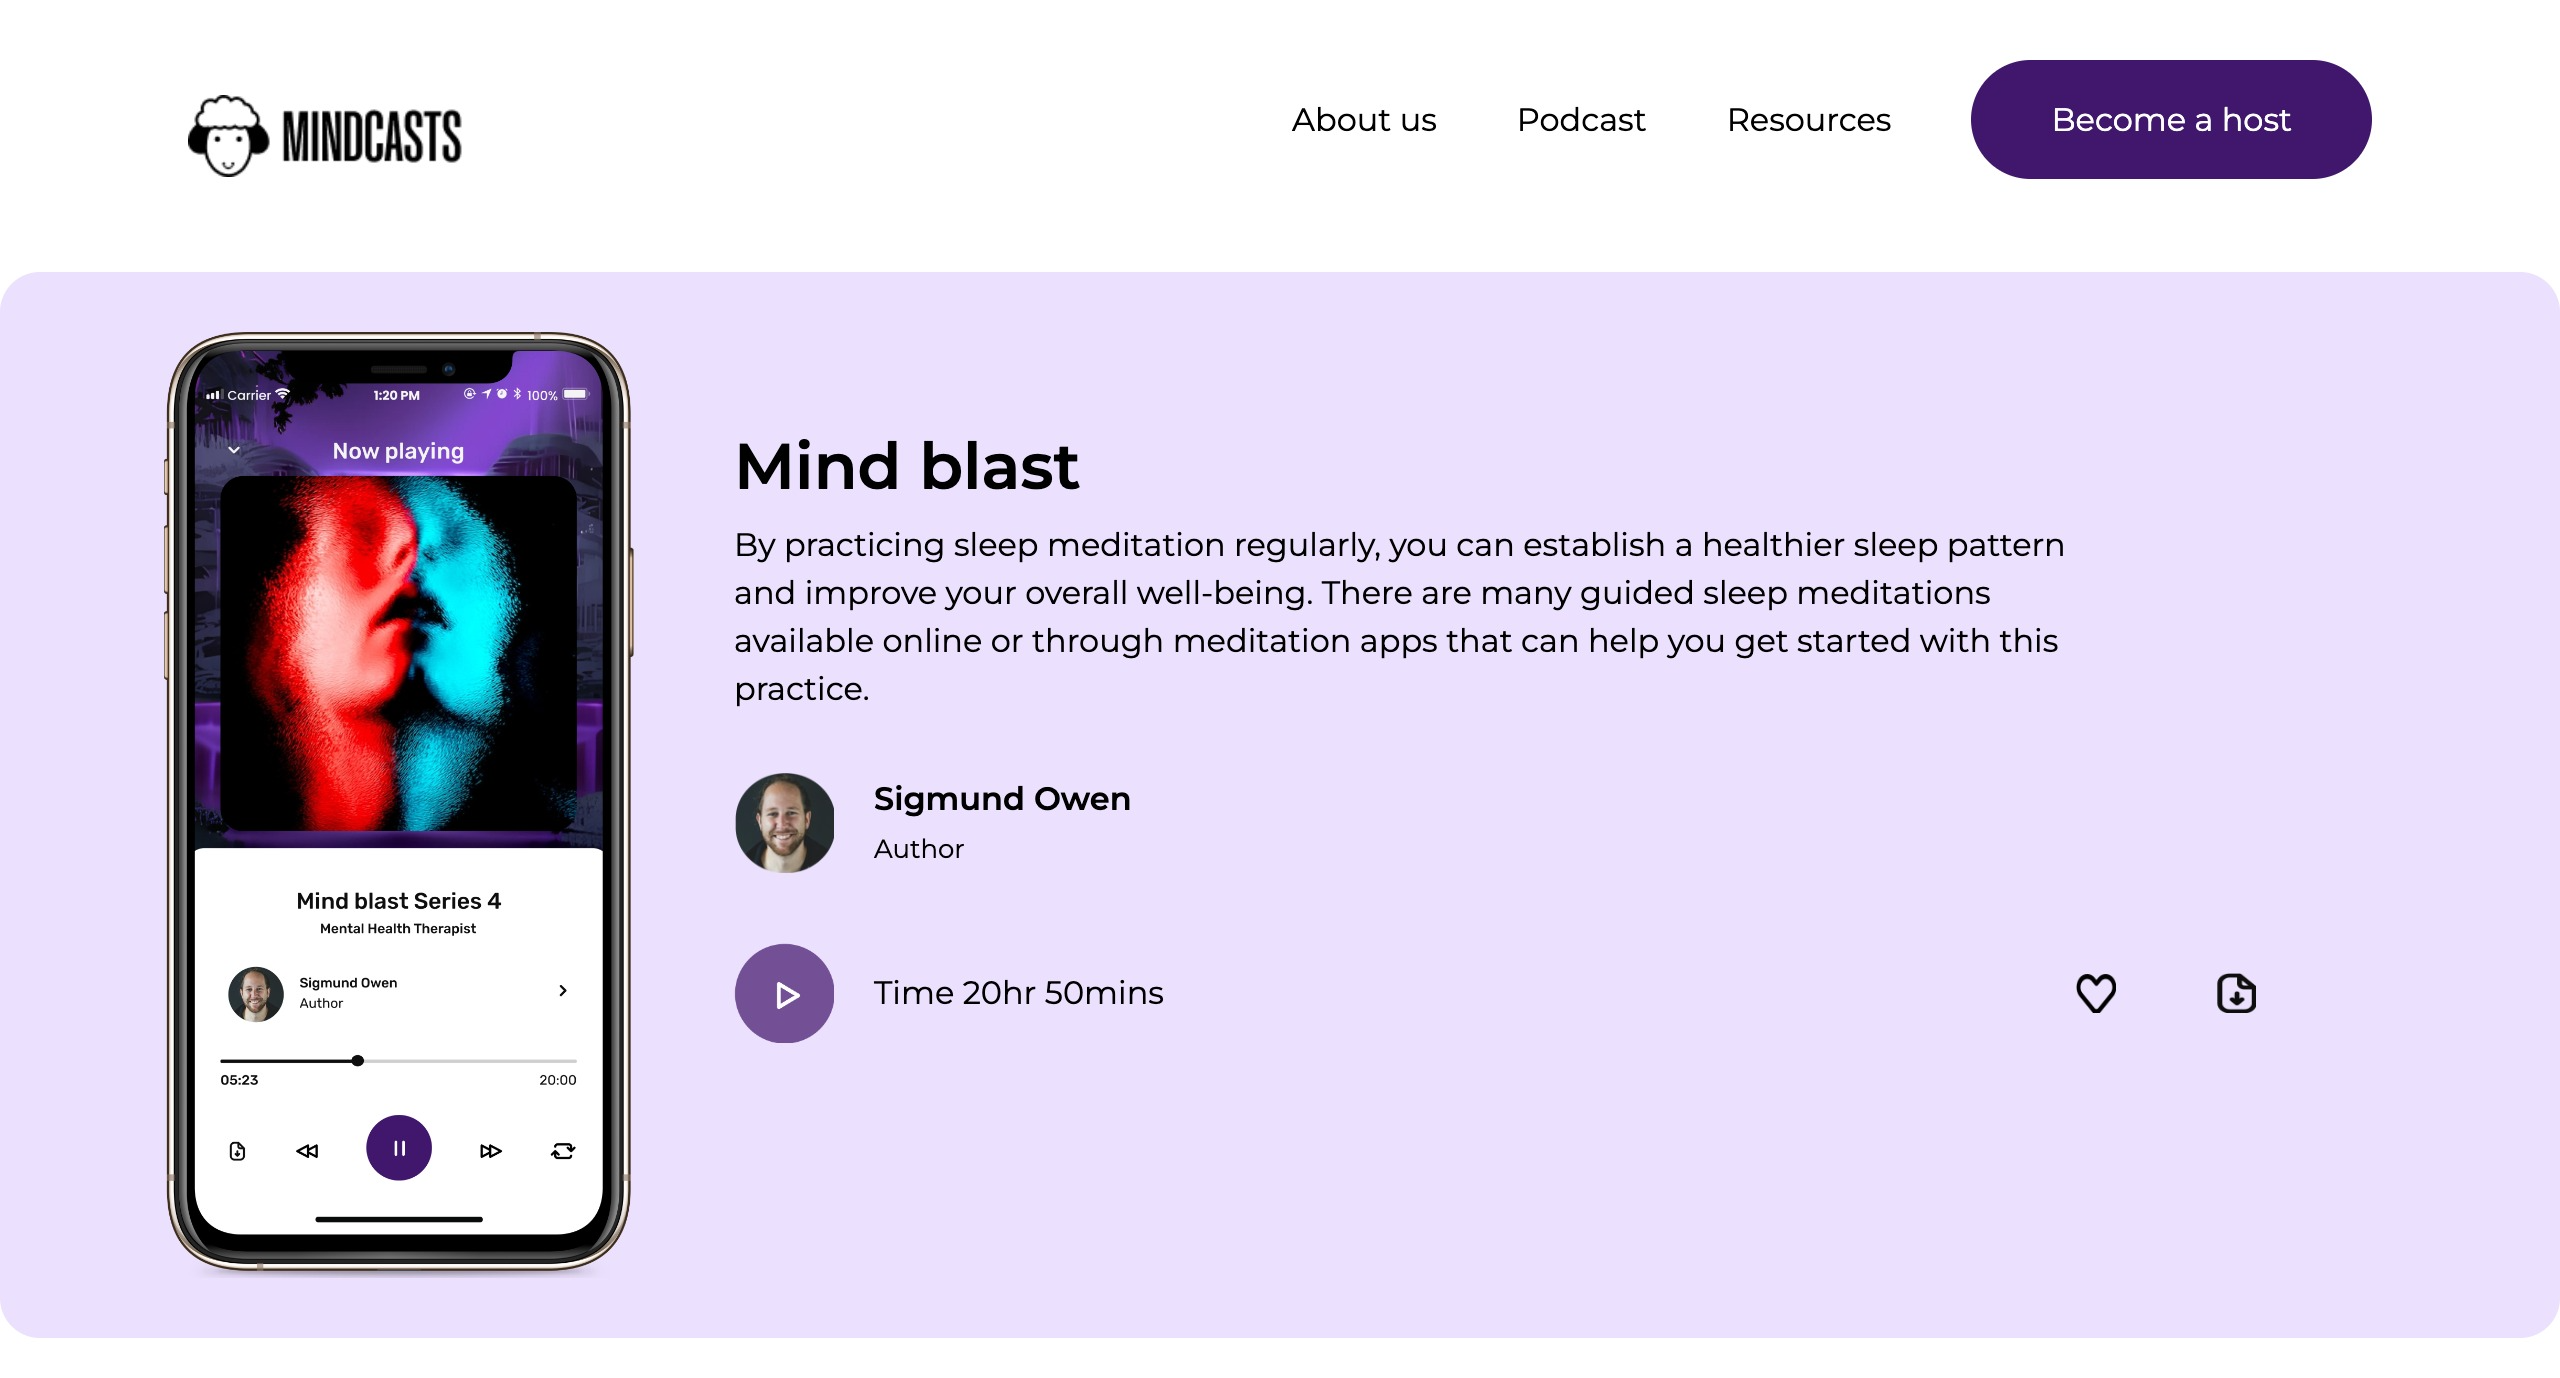 MINDCASTS
About us
Podcast
Resources
Become a host
Carrier
1:20 PM
100%
Now playing
Mind blast Series 4
Mental Health Therapist
Sigmund Owen
Author
05:23
20:00
Mind blast
By practicing sleep meditation regularly, you can establish a healthier sleep pattern
and improve your overall well-being. There are many guided sleep meditations
available online or through meditation apps that can help you get started with this
practice.
Sigmund Owen
Author
Time 20hr 50mins